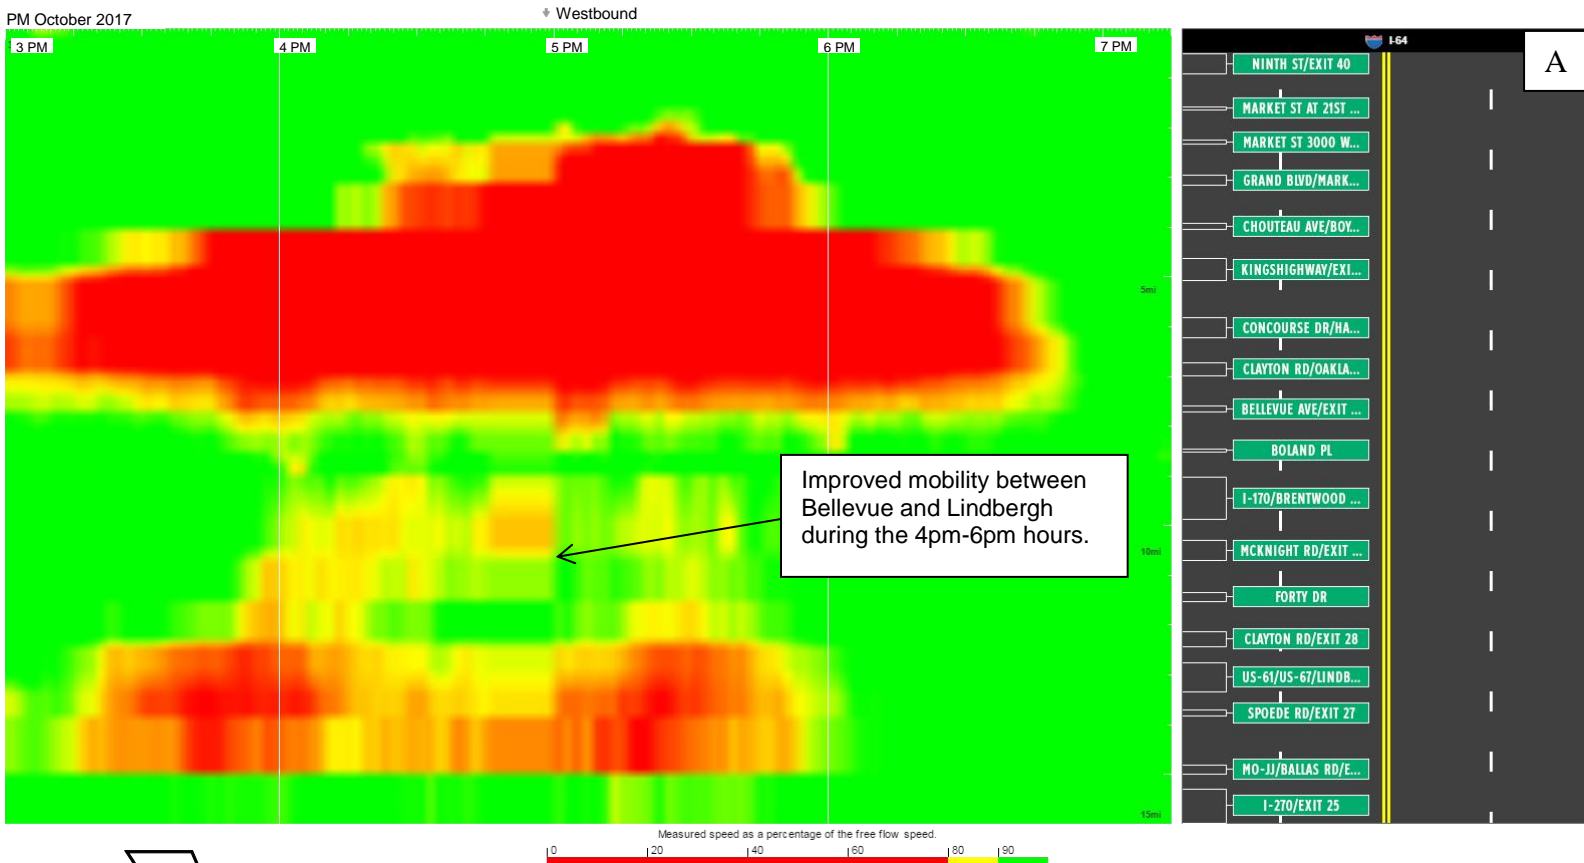 PM October 2017
Westbound
3 PM
4 PM
5 PM
6 PM
7 PM
I-64
A
NINTH ST/EXIT 40
MARKET ST AT 21ST ...
MARKET ST 3000 W...
GRAND BLVD/MARK...
CHOUTEAU AVE/BOY...
KINGSHIGHWAY/EXI...
5mi
CONCOURSE DR/HA...
CLAYTON RD/OAKLA...
BELLEVUE AVE/EXIT ...
BOLAND PL
Improved mobility between
Bellevue and Lindbergh
during the 4pm-6pm hours.
I-170/BRENTWOOD ...
10mi
MCKNIGHT RD/EXIT ...
FORTY DR
CLAYTON RD/EXIT 28
US-61/US-67/LINDB...
SPOEDE RD/EXIT 27
MO-JJ/BALLAS RD/E...
I-270/EXIT 25
15mi
Measured speed as a percentage of the free flow speed.
0 20 40 60 80 90